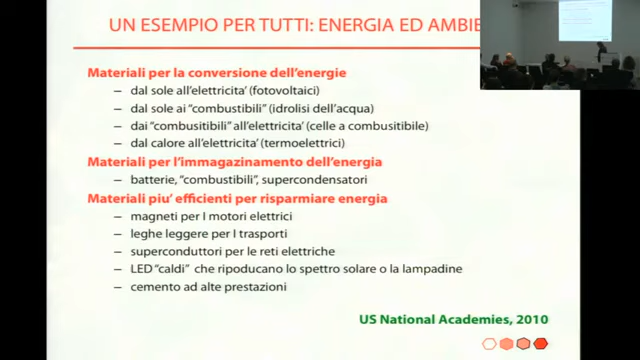 UN ESEMPIO PER TUTTI: ENERGIA ED AMBIE
Materiali per la conversione dell'energie
– dal sole all'elettricita' (fotovoltaici)
– dal sole ai "combustibili" (idrolisi dell'acqua)
– dai "combusitibili" all'elettricita' (celle a combusitibile)
– dal calore all'elettricita' (termoelettrici)
Materiali per l'immagazinamento dell'energia
– batterie, "combustibili", supercondensatori
Materiali piu' efficienti per risparmiare energia
– magneti per I motori elettrici
– leghe leggere per I trasporti
– superconduttori per le reti elettriche
– LED "caldi" che ripoducano lo spettro solare o la lampadine
– cemento ad alte prestazioni
US National Academies, 2010